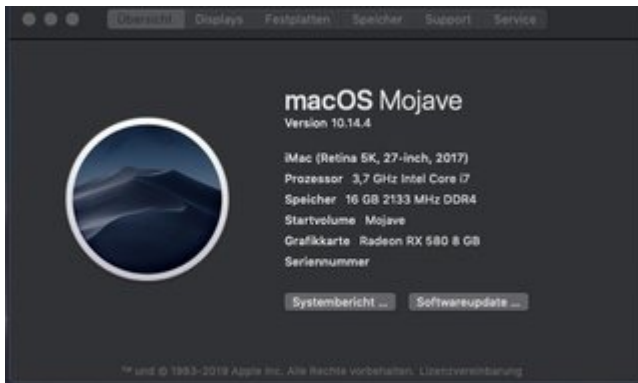 Übersicht Displays Festplatten Speicher Support Service
macOS Mojave
Version 10.14.4
iMac (Retina 5K, 27-inch, 2017)
Prozessor 3,7 GHz Intel Core i7
Speicher 16 GB 2133 MHz DDR4
Startvolume Mojave
Grafikkarte Radeon RX 580 8 GB
Seriennummer
Systembericht ... Softwareupdate ...
™ und © 1983-2019 Apple Inc. Alle Rechte vorbehalten. Lizenzvereinbarung